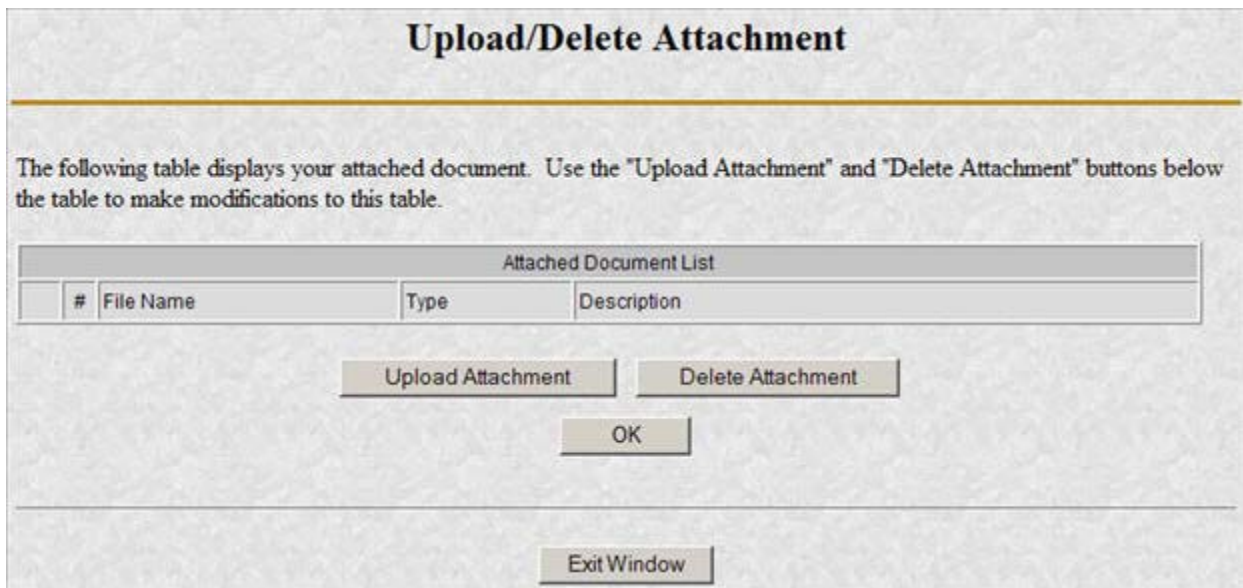 Upload/Delete Attachment
The following table displays your attached document.  Use the "Upload Attachment" and "Delete Attachment" buttons below
the table to make modifications to this table.
Attached Document List
# File Name Type Description
Upload Attachment Delete Attachment
OK
Exit Window